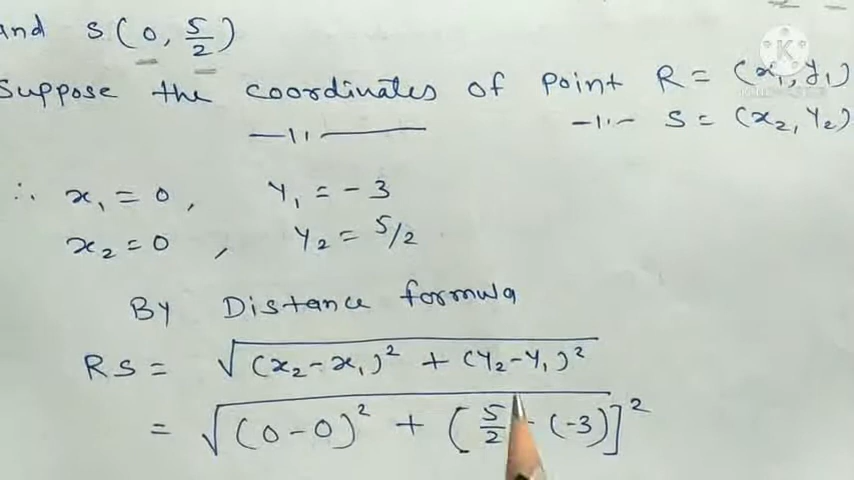 and S(0, 5/2)
Suppose the coordinates of point R = (x₁, y₁)
—〃— —〃— S = (x₂, y₂)
∴ x₁ = 0, y₁ = -3
x₂ = 0, y₂ = 5/2
By Distance formula
RS = √((x₂-x₁)² + (y₂-y₁)²)
= √((0-0)² + [5/2 - (-3)]²)